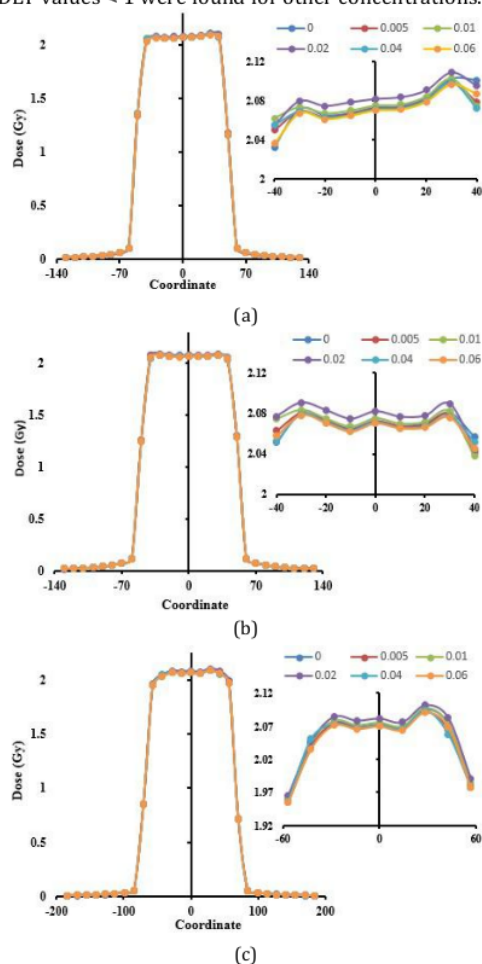 DEF values < 1 were found for other concentrations.
0 0.005 0.01
0.02 0.04 0.06
2.12
2.08
2.04
2
-40 -20 0 20 40
2
1.5
1
0.5
0
-140 -70 0 70 140
Dose (Gy)
Coordinate
(a)
0 0.005 0.01
0.02 0.04 0.06
2.12
2.08
2.04
2
-40 -20 0 20 40
2
1.5
1
0.5
0
-140 -70 0 70 140
Dose (Gy)
Coordinate
(b)
0 0.005 0.01
0.02 0.04 0.06
2.12
2.07
2.02
1.97
1.92
-60 0 60
2
1.5
1
0.5
0
-200 -100 0 100 200
Dose (Gy)
Coordinate
(c)